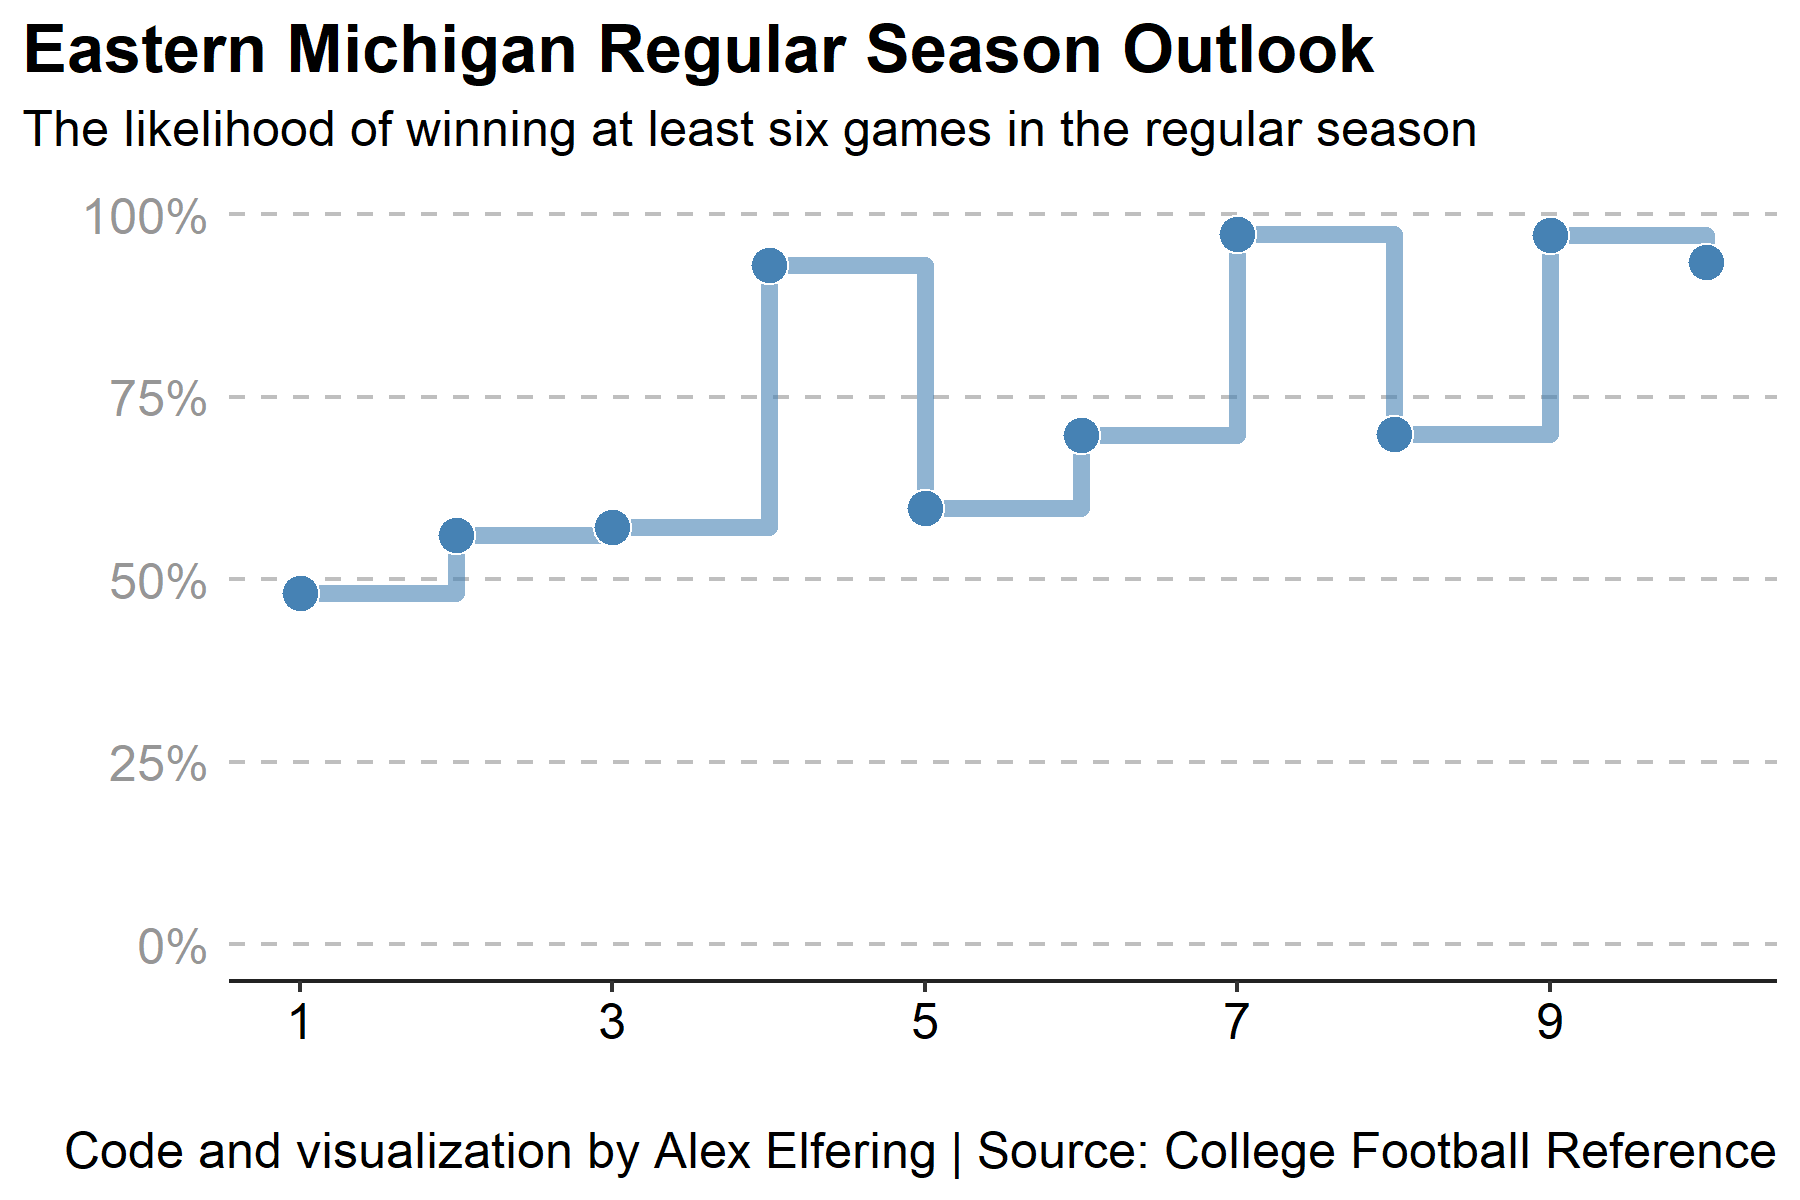 Eastern Michigan Regular Season Outlook
The likelihood of winning at least six games in the regular season
100%
75%
50%
25%
0%
1 3 5 7 9
Code and visualization by Alex Elfering | Source: College Football Reference